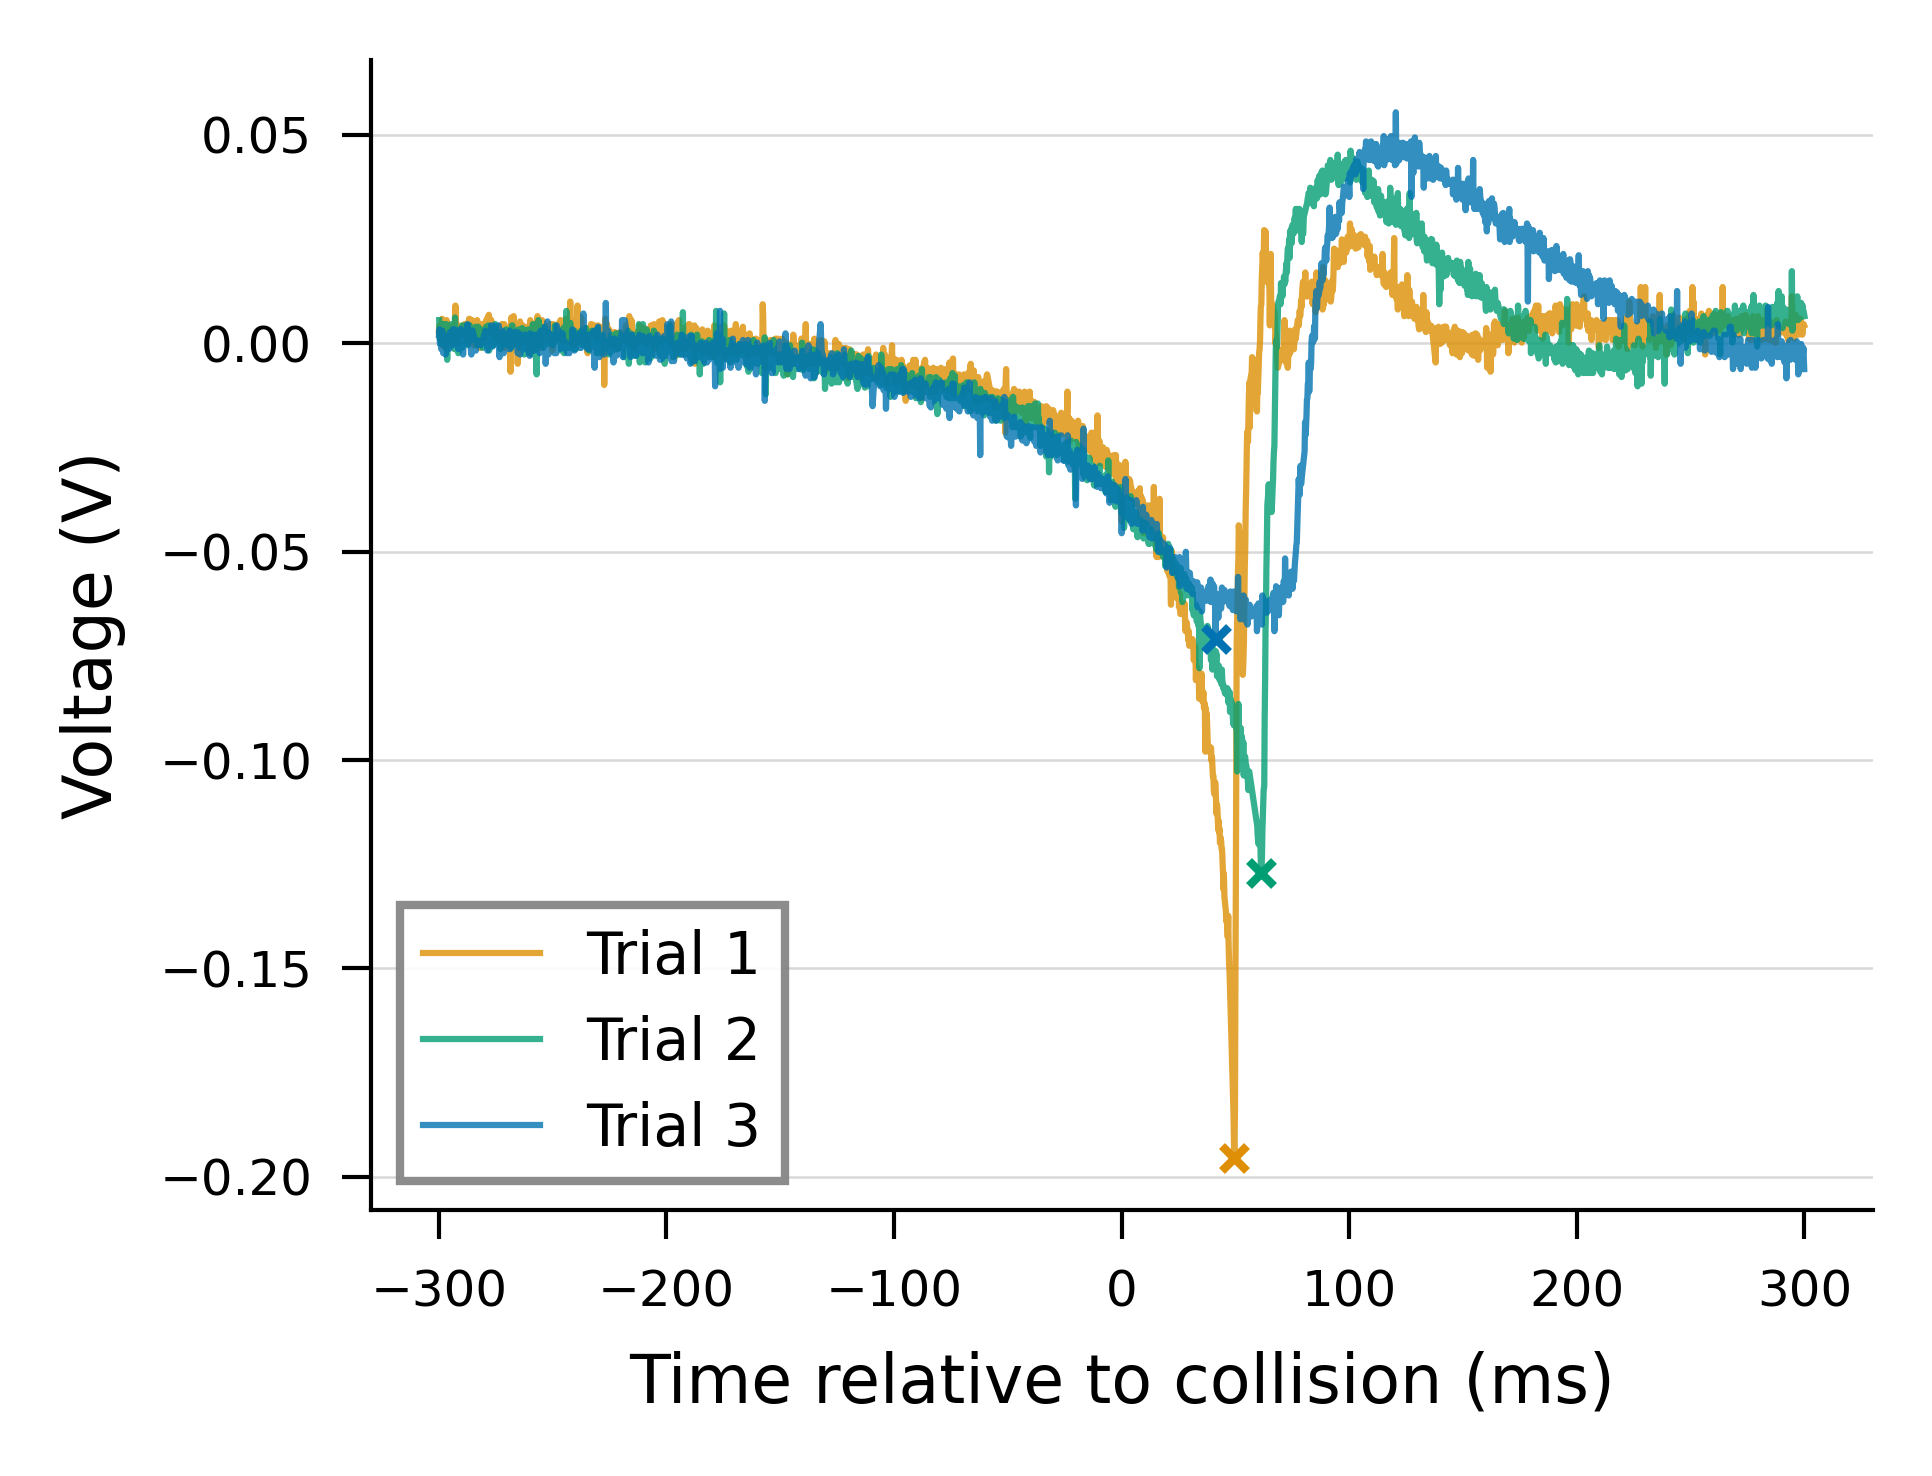 0.05
0.00
−0.05
−0.10
−0.15
−0.20
Voltage (V)
Trial 1
Trial 2
Trial 3
−300 −200 −100 0 100 200 300
Time relative to collision (ms)